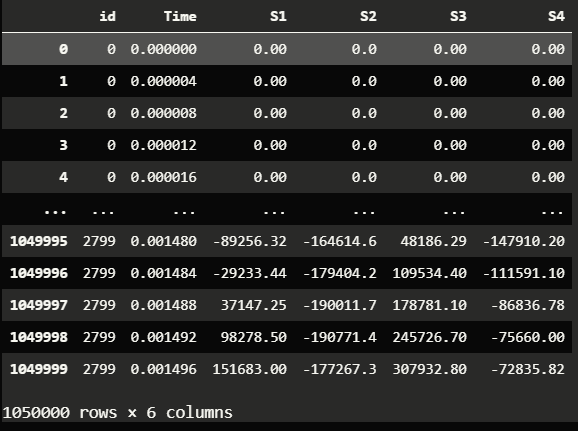 id Time S1 S2 S3 S4
0 0 0.000000 0.00 0.0 0.00 0.00
1 0 0.000004 0.00 0.0 0.00 0.00
2 0 0.000008 0.00 0.0 0.00 0.00
3 0 0.000012 0.00 0.0 0.00 0.00
4 0 0.000016 0.00 0.0 0.00 0.00
... ... ... ... ... ... ...
1049995 2799 0.001480 -89256.32 -164614.6 48186.29 -147910.20
1049996 2799 0.001484 -29233.44 -179404.2 109534.40 -111591.10
1049997 2799 0.001488 37147.25 -190011.7 178781.10 -86836.78
1049998 2799 0.001492 98278.50 -190771.4 245726.70 -75660.00
1049999 2799 0.001496 151683.00 -177267.3 307932.80 -72835.82
1050000 rows × 6 columns